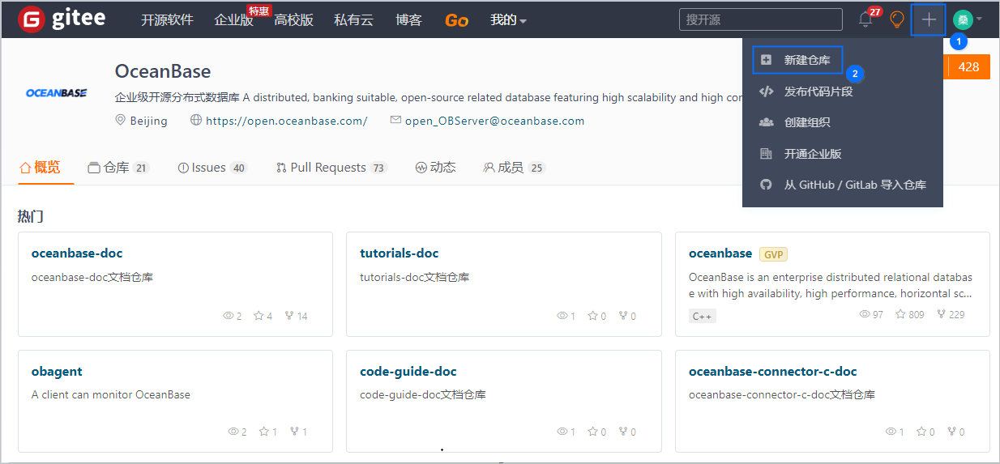 gitee 开源软件 企业版 特惠 高校版 私有云 博客 Go 我的 搜开源 27 桑
1
新建仓库
2
428
发布代码片段
创建组织
开通企业版
从 GitHub / GitLab 导入仓库
OCEANBASE
OceanBase
企业级开源分布式数据库 A distributed, banking suitable, open-source related database featuring high scalability and high con
Beijing https://open.oceanbase.com/ open_OBServer@oceanbase.com
概览 仓库 21 Issues 40 Pull Requests 73 动态 成员 25
热门
oceanbase-doc
oceanbase-doc文档仓库
2 4 14
tutorials-doc
tutorials-doc文档仓库
1 0 0
oceanbase GVP
OceanBase is an enterprise distributed relational databas
e with high availability, high performance, horizontal sc...
C++ 97 809 229
obagent
A client can monitor OceanBase
2 1 1
code-guide-doc
code-guide-doc文档仓库
1 0 0
oceanbase-connector-c-doc
oceanbase-connector-c-doc文档仓库
1 0 0